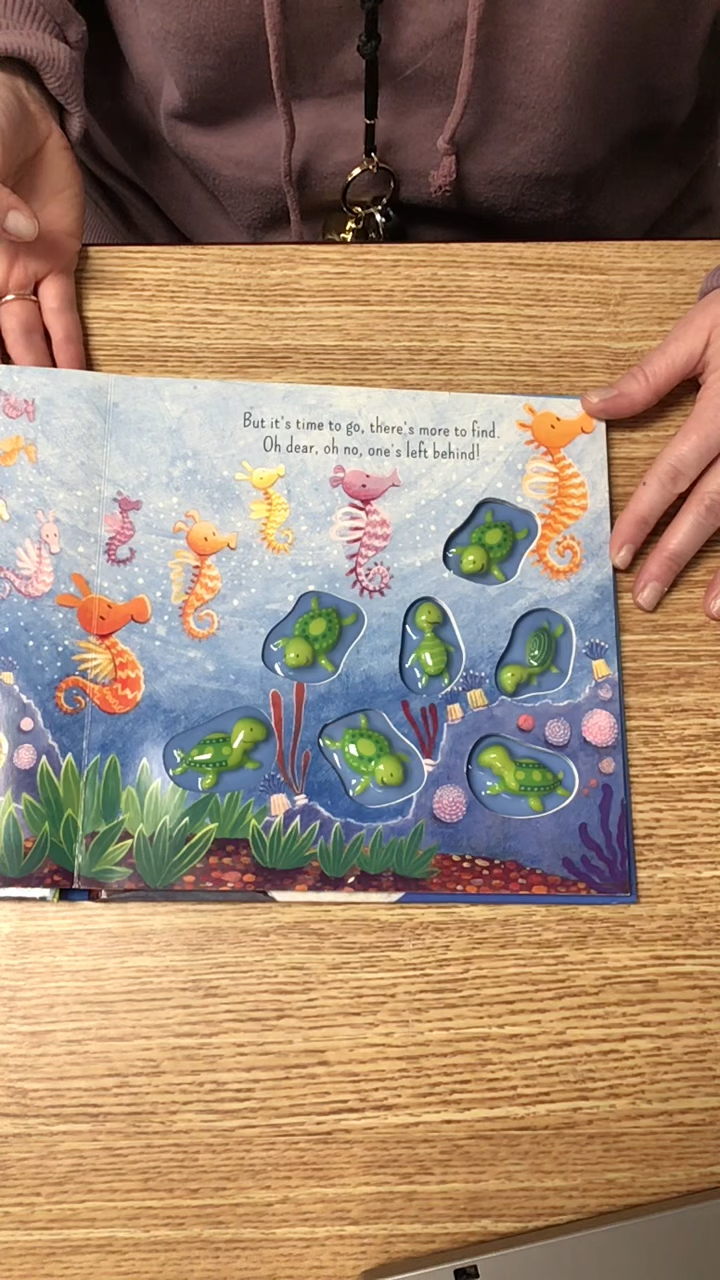 But it's time to go, there's more to find.
Oh dear, oh no, one's left behind!